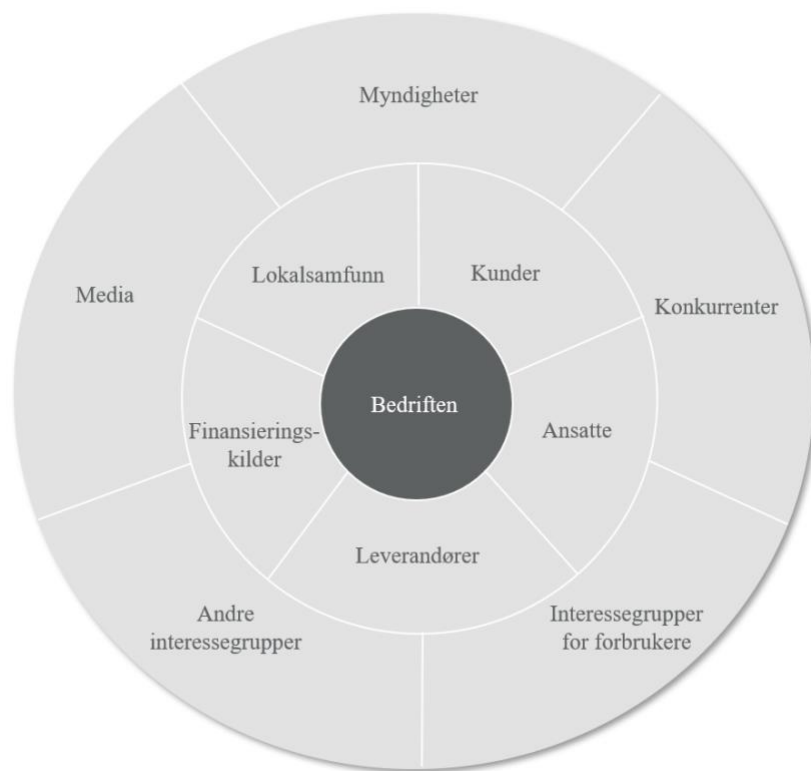 Myndigheter
Lokalsamfunn
Kunder
Media
Konkurrenter
Bedriften
Finansierings-
kilder
Ansatte
Leverandører
Andre
interessegrupper
Interessegrupper
for forbrukere